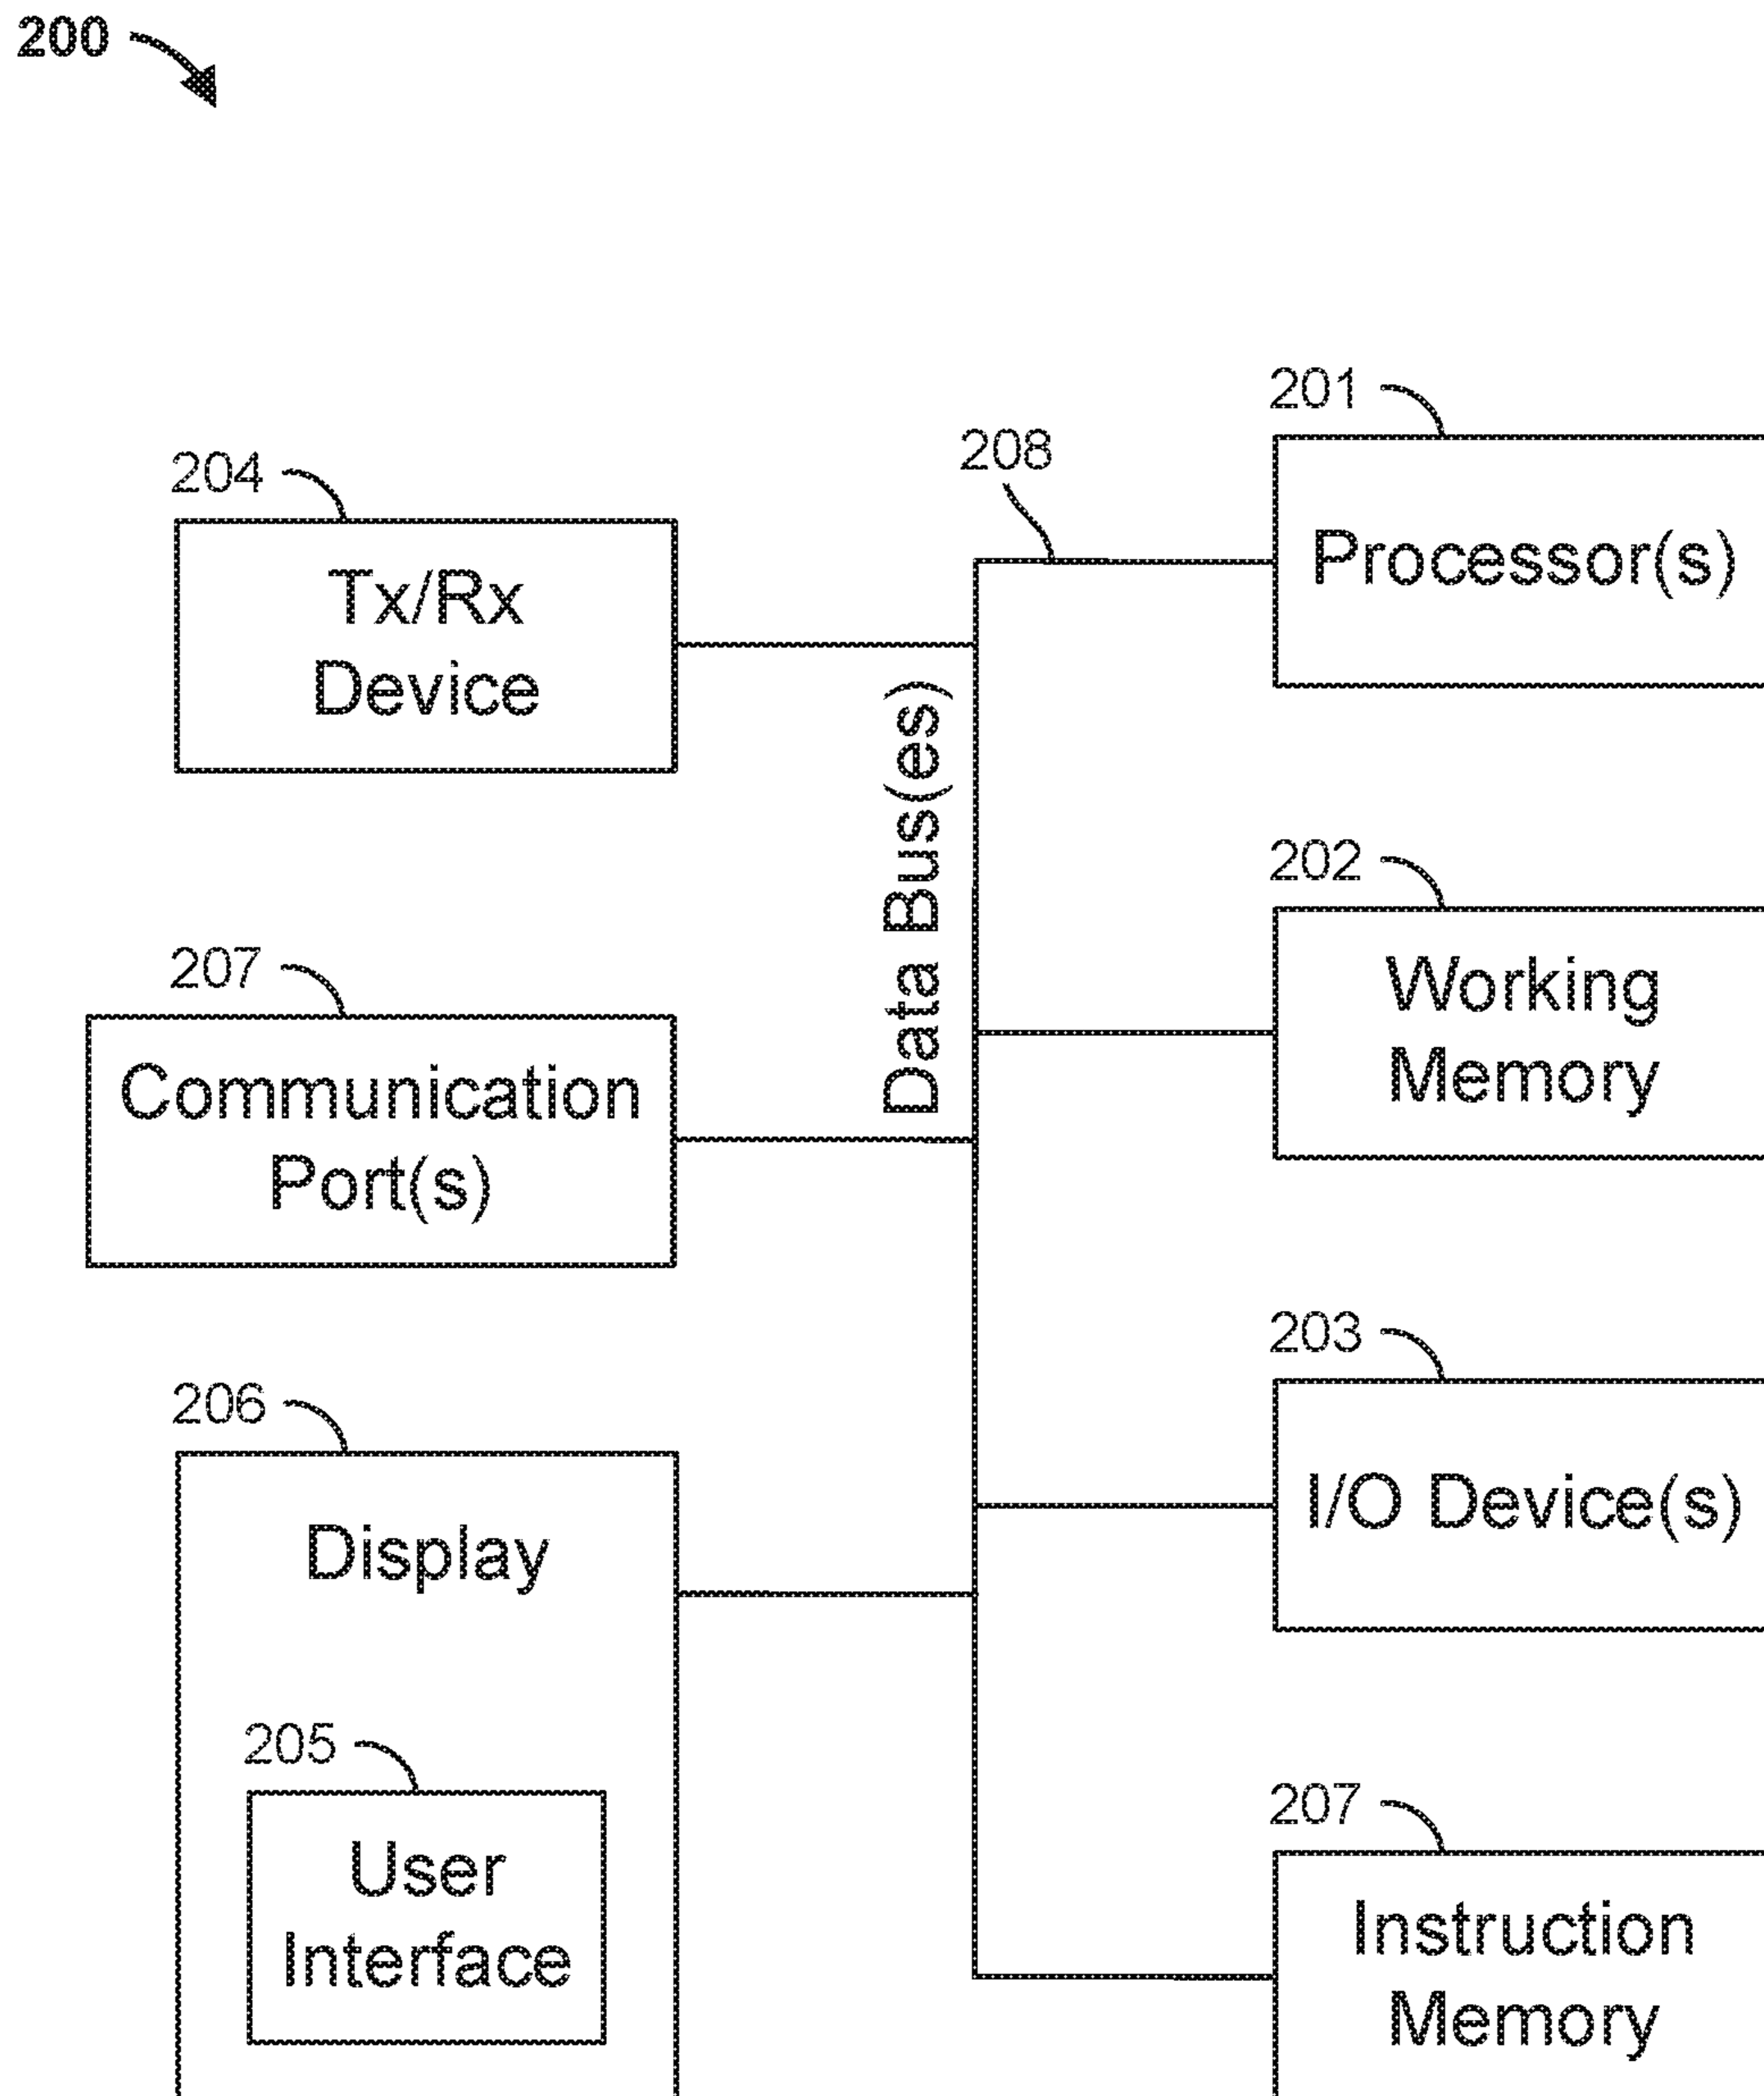 200
201
208
204
Processor(s)
Tx/Rx
Device
Data Bus(es)
202
207
Working
Memory
Communication
Port(s)
203
206
I/O Device(s)
Display
205
207
User
Interface
Instruction
Memory